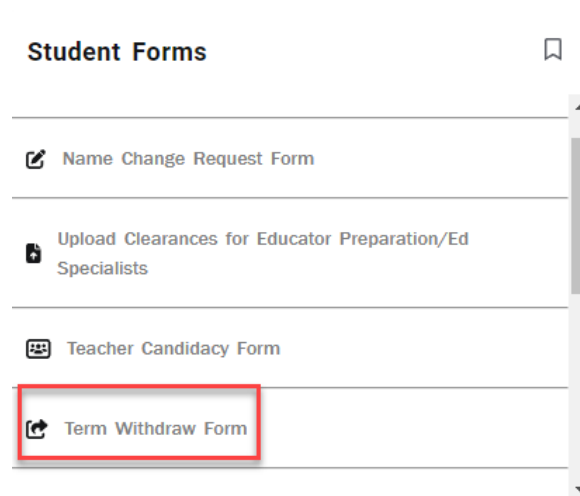 Student Forms
Name Change Request Form
Upload Clearances for Educator Preparation/Ed
Specialists
Teacher Candidacy Form
Term Withdraw Form